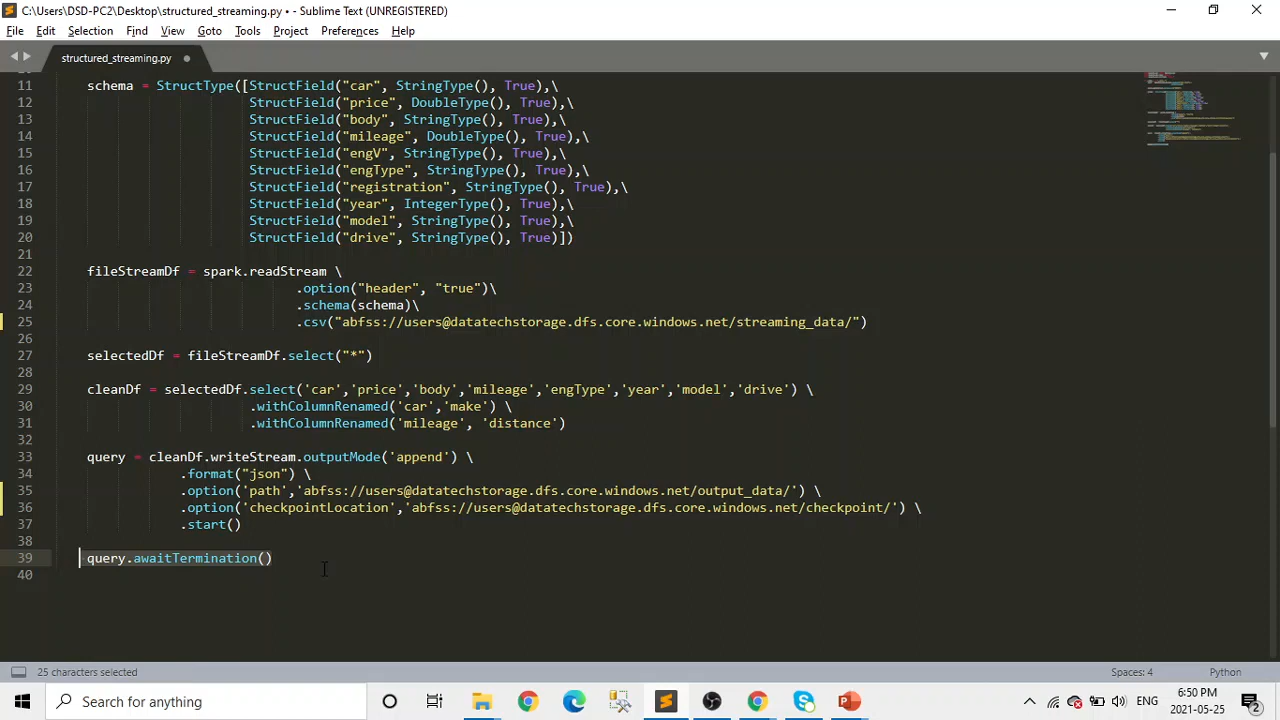 C:\Users\DSD-PC2\Desktop\structured_streaming.py • - Sublime Text (UNREGISTERED)
File Edit Selection Find View Goto Tools Project Preferences Help
structured_streaming.py
11 schema = StructType([StructField("car", StringType(), True),\
12 StructField("price", DoubleType(), True),\
13 StructField("body", StringType(), True),\
14 StructField("mileage", DoubleType(), True),\
15 StructField("engV", StringType(), True),\
16 StructField("engType", StringType(), True),\
17 StructField("registration", StringType(), True),\
18 StructField("year", IntegerType(), True),\
19 StructField("model", StringType(), True),\
20 StructField("drive", StringType(), True)])
21
22 fileStreamDf = spark.readStream \
23 .option("header", "true")\
24 .schema(schema)\
25 .csv("abfss://users@datatechstorage.dfs.core.windows.net/streaming_data/")
26
27 selectedDf = fileStreamDf.select("*")
28
29 cleanDf = selectedDf.select('car','price','body','mileage','engType','year','model','drive') \
30 .withColumnRenamed('car','make') \
31 .withColumnRenamed('mileage', 'distance')
32
33 query = cleanDf.writeStream.outputMode('append') \
34 .format("json") \
35 .option('path','abfss://users@datatechstorage.dfs.core.windows.net/output_data/') \
36 .option('checkpointLocation','abfss://users@datatechstorage.dfs.core.windows.net/checkpoint/') \
37 .start()
38
39 query.awaitTermination()
40
25 characters selected Spaces: 4 Python
Search for anything ENG 6:50 PM
2021-05-25 2